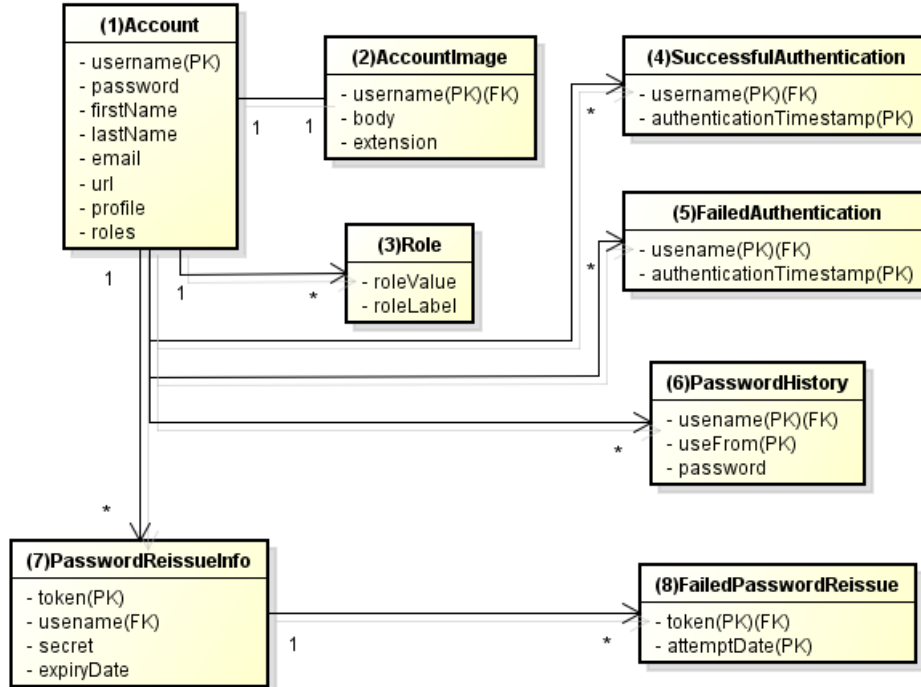 (1)Account
- username(PK)
- password
- firstName
- lastName
- email
- url
- profile
- roles
(2)AccountImage
- username(PK)(FK)
- body
- extension
1
1
(3)Role
- roleValue
- roleLabel
1
*
(4)SuccessfulAuthentication
- username(PK)(FK)
- authenticationTimestamp(PK)
*
(5)FailedAuthentication
- usename(PK)(FK)
- authenticationTimestamp(PK)
*
(6)PasswordHistory
- usename(PK)(FK)
- useFrom(PK)
- password
*
1
*
(7)PasswordReissueInfo
- token(PK)
- usename(FK)
- secret
- expiryDate
1
*
(8)FailedPasswordReissue
- token(PK)(FK)
- attemptDate(PK)